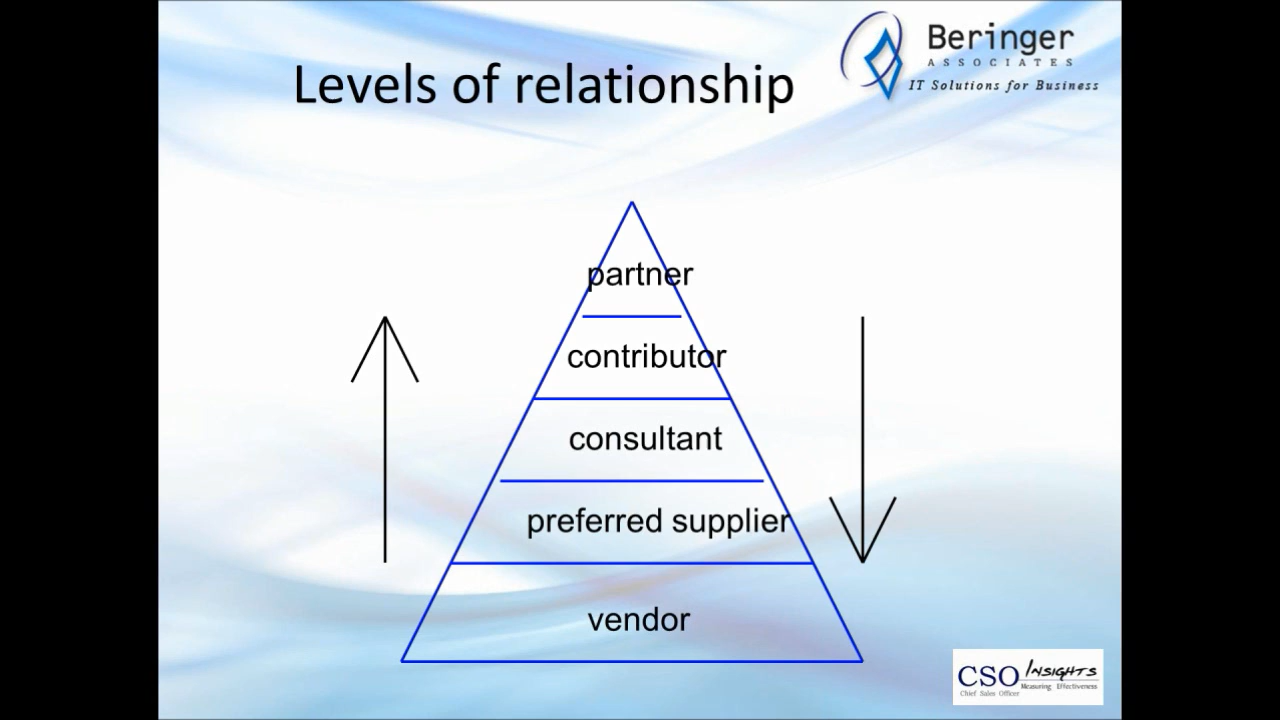 Levels of relationship
Beringer
ASSOCIATES
IT Solutions for Business
partner
contributor
consultant
preferred supplier
vendor
CSO Insights
Chief Sales Officer Measuring Effectiveness